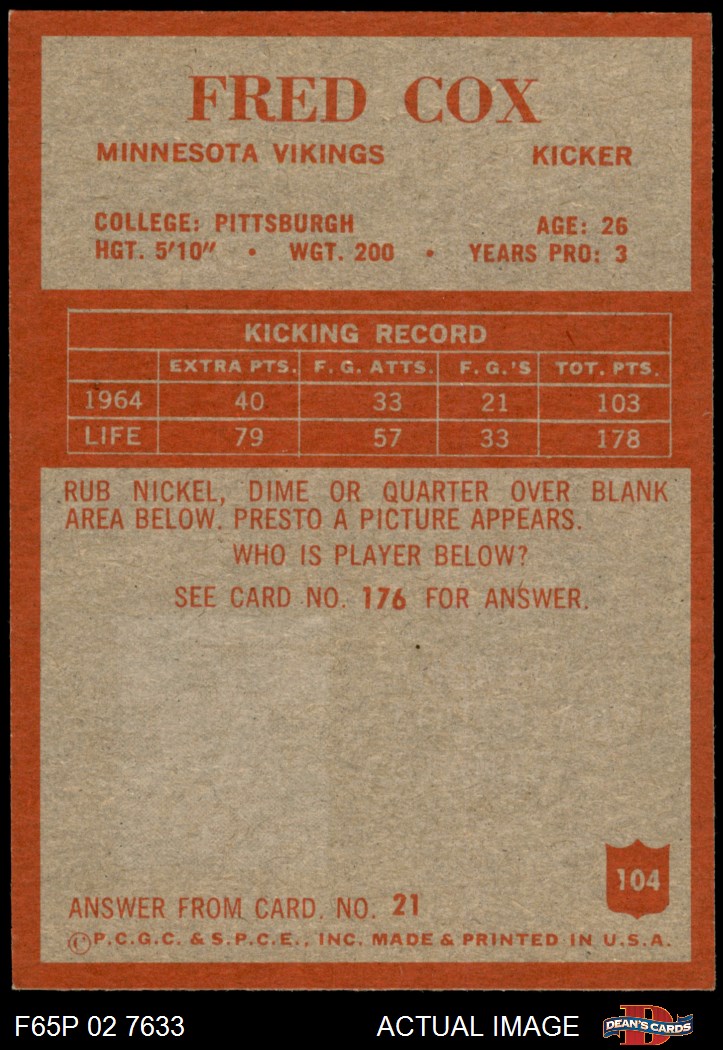 FRED COX
MINNESOTA VIKINGS KICKER
COLLEGE: PITTSBURGH AGE: 26
HGT. 5'10" • WGT. 200 • YEARS PRO: 3
KICKING RECORD
EXTRA PTS. F. G. ATTS. F. G.'S TOT. PTS.
1964 40 33 21 103
LIFE 79 57 33 178
RUB NICKEL, DIME OR QUARTER OVER BLANK
AREA BELOW. PRESTO A PICTURE APPEARS.
WHO IS PLAYER BELOW?
SEE CARD NO. 176 FOR ANSWER.
104
ANSWER FROM CARD. NO. 21
©P.C.G.C. & S.P.C.E., INC. MADE & PRINTED IN U.S.A.
F65P 02 7633 ACTUAL IMAGE D DEAN'S CARDS